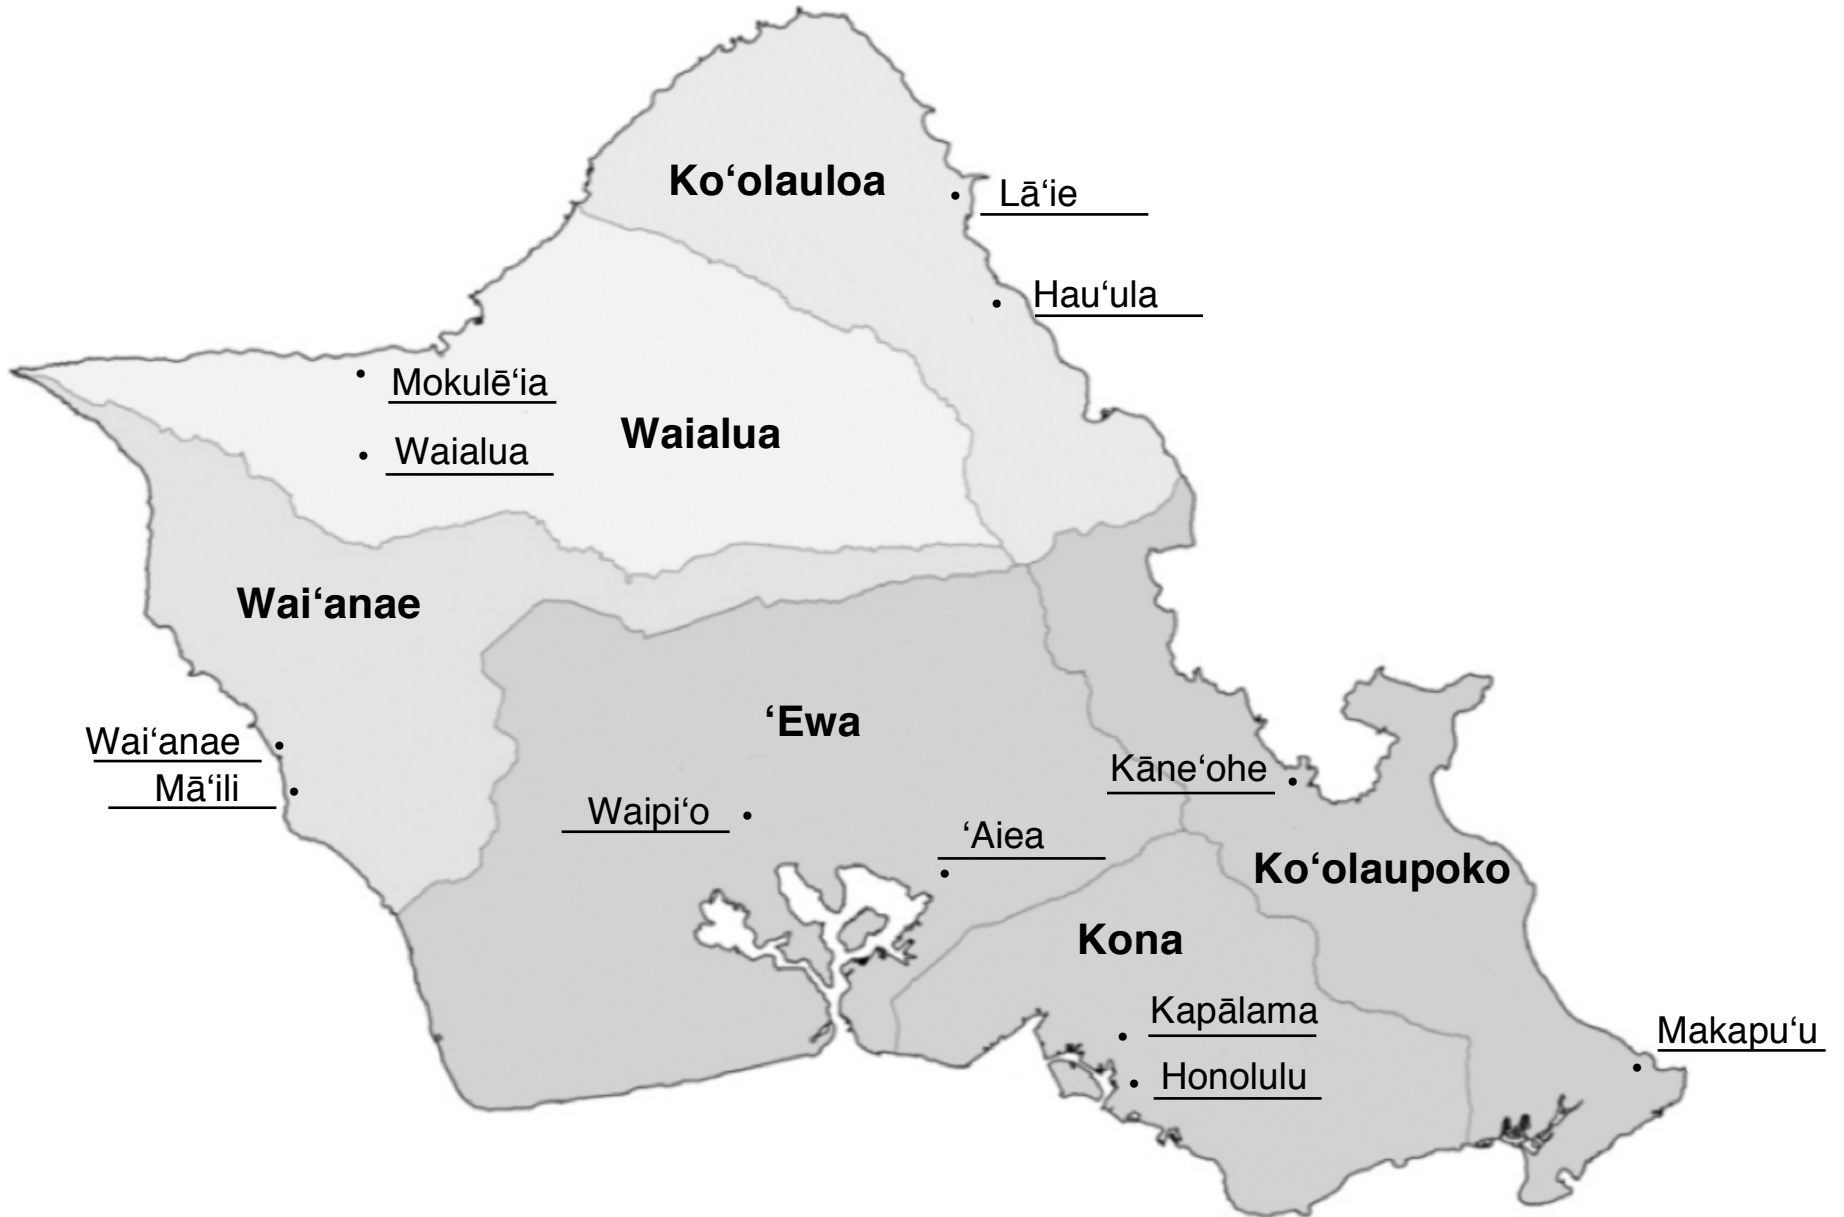 Koʻolauloa
Lāʻie
Hauʻula
Mokulēʻia
Waialua
Waialua
Waiʻanae
ʻEwa
Waiʻanae
Māʻili
Waipiʻo
Kāneʻohe
ʻAiea
Koʻolaupoko
Kona
Kapālama
Makapuʻu
Honolulu